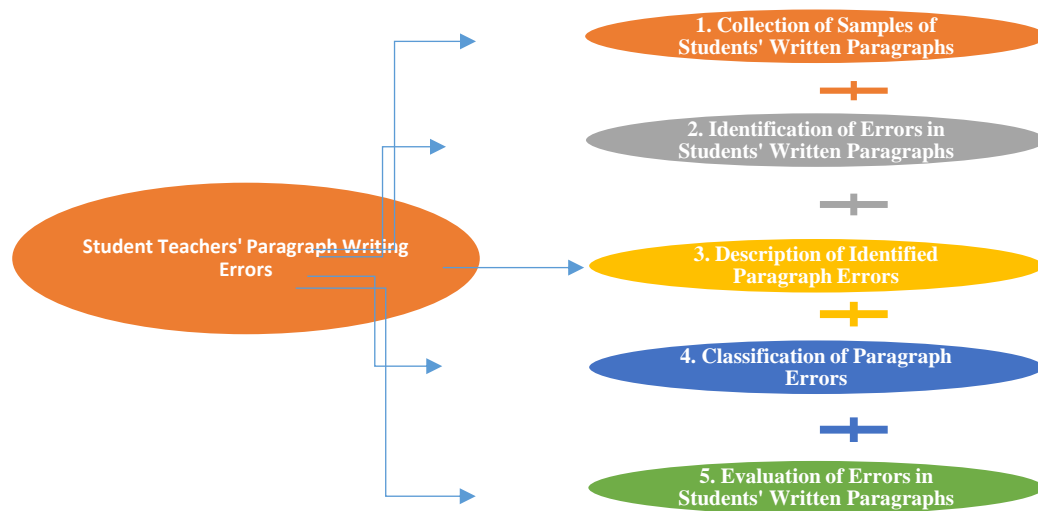 1. Collection of Samples of
Students' Written Paragraphs
2. Identification of Errors in
Students' Written Paragraphs
Student Teachers' Paragraph Writing
Errors
3. Description of Identified
Paragraph Errors
4. Classification of Paragraph
Errors
5. Evaluation of Errors in
Students' Written Paragraphs